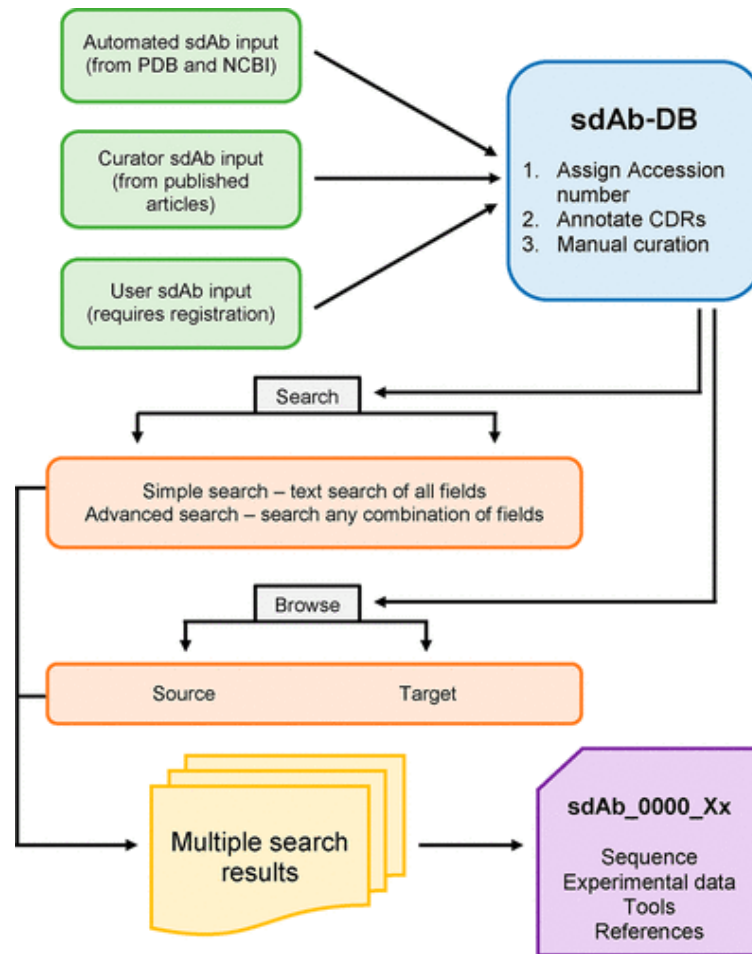 Automated sdAb input
(from PDB and NCBI)
Curator sdAb input
(from published
articles)
User sdAb input
(requires registration)
sdAb-DB
1. Assign Accession
number
2. Annotate CDRs
3. Manual curation
Search
Simple search – text search of all fields
Advanced search – search any combination of fields
Browse
Source Target
Multiple search
results
sdAb_0000_Xx
Sequence
Experimental data
Tools
References